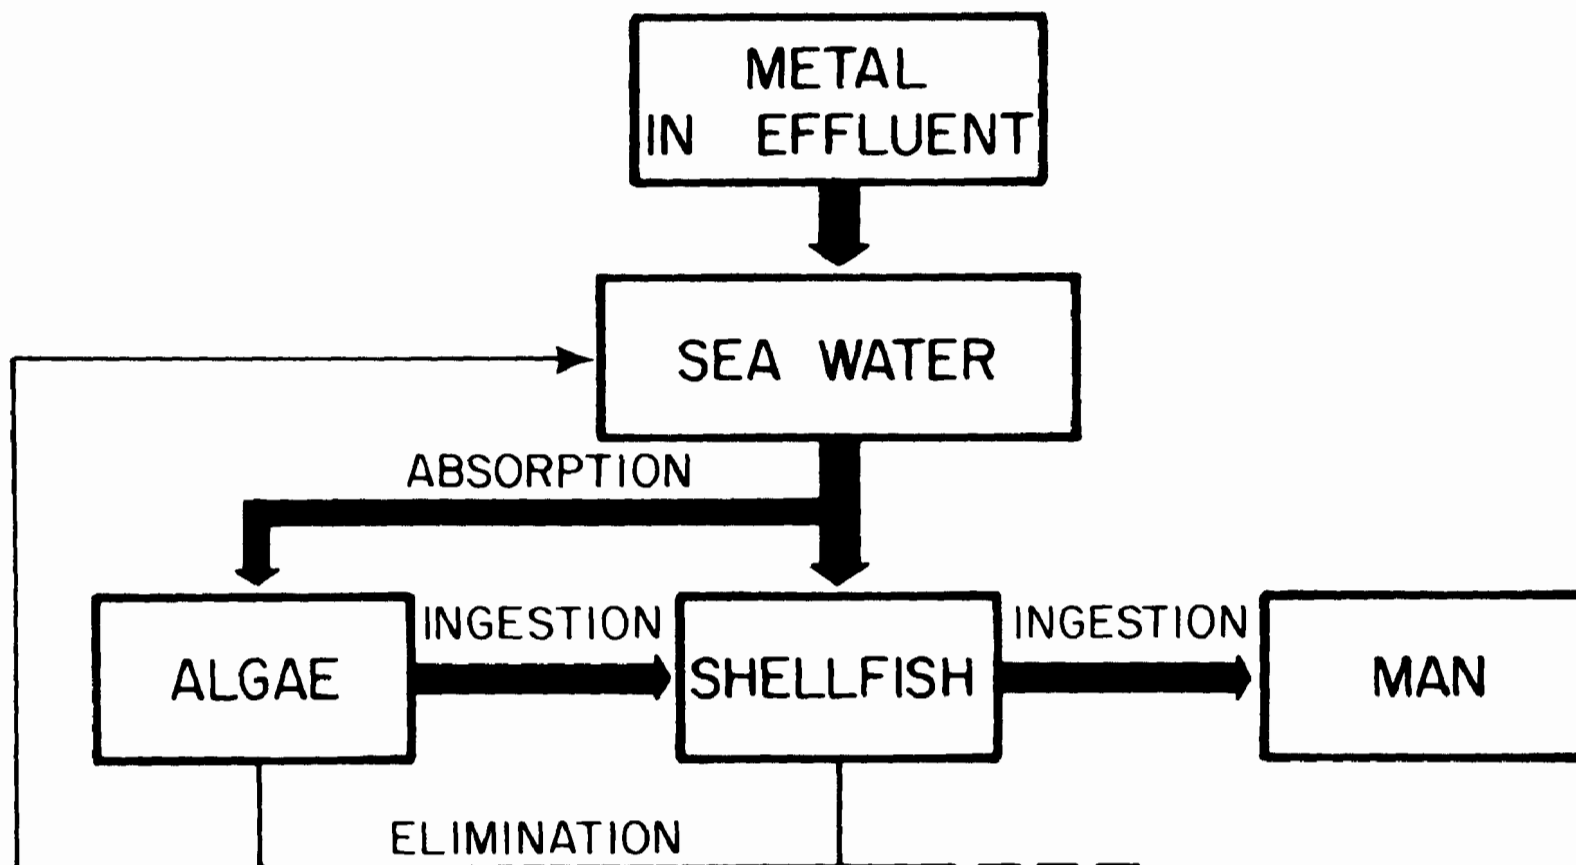 METAL
IN EFFLUENT
SEA WATER
ABSORPTION
INGESTION
INGESTION
ALGAE
SHELLFISH
MAN
ELIMINATION